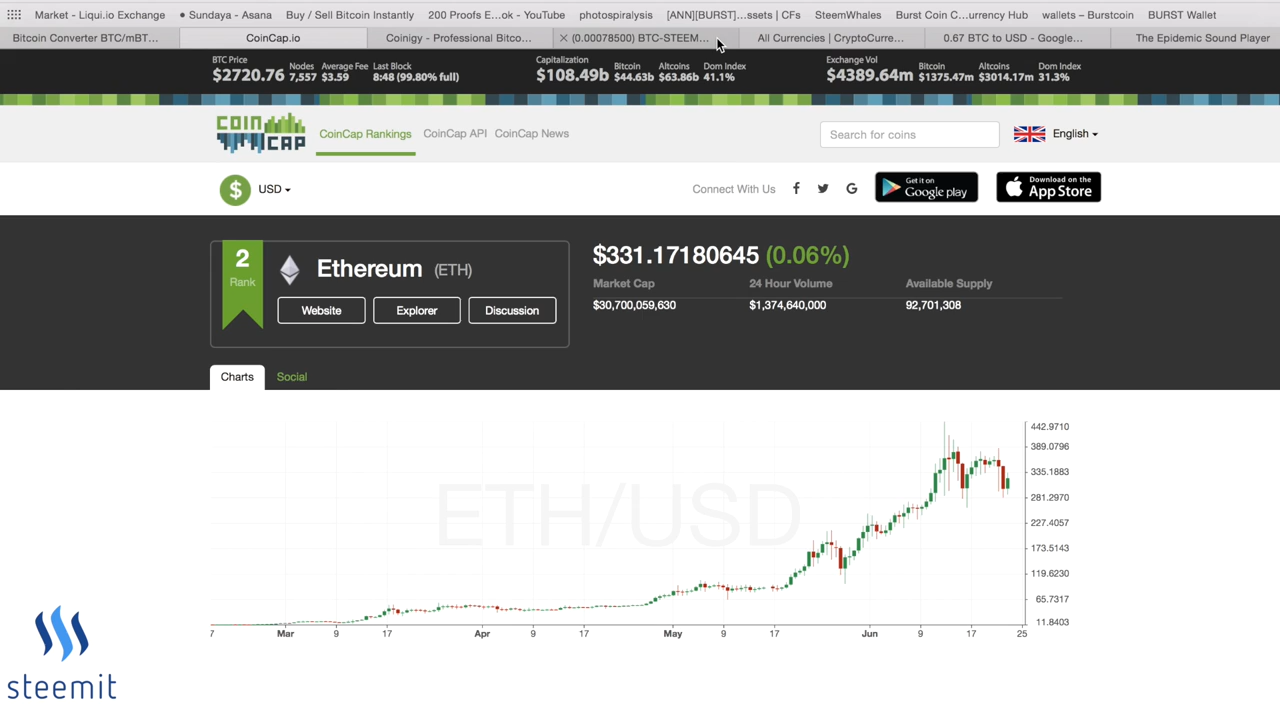 Market - Liqui.io Exchange • Sundaya - Asana Buy / Sell Bitcoin Instantly 200 Proofs E...ok - YouTube photospiralysis [ANN][BURST]...ssets | CFs SteemWhales Burst Coin C...urrency Hub wallets – Burstcoin BURST Wallet
Bitcoin Converter BTC/mBT... CoinCap.io Coinigy - Professional Bitco... × (0.00078500) BTC-STEEM... All Currencies | CryptoCurre... 0.67 BTC to USD - Google... The Epidemic Sound Player
BTC Price Nodes Average Fee Last Block Capitalization Bitcoin Altcoins Dom Index Exchange Vol Bitcoin Altcoins Dom Index
$2720.76 7,557 $3.59 8:48 (99.80% full) $108.49b $44.63b $63.86b 41.1% $4389.64m $1375.47m $3014.17m 31.3%
COIN CAP CoinCap Rankings CoinCap API CoinCap News Search for coins English
$ USD Connect With Us f G Get it on Google play Download on the App Store
2
Rank
Ethereum (ETH)
Website Explorer Discussion
$331.17180645 (0.06%)
Market Cap 24 Hour Volume Available Supply
$30,700,059,630 $1,374,640,000 92,701,308
Charts Social
ETH/USD
442.9710
389.0796
335.1883
281.2970
227.4057
173.5143
119.6230
65.7317
11.8403
7 Mar 9 17 Apr 9 17 May 9 17 Jun 9 17 25
steemit